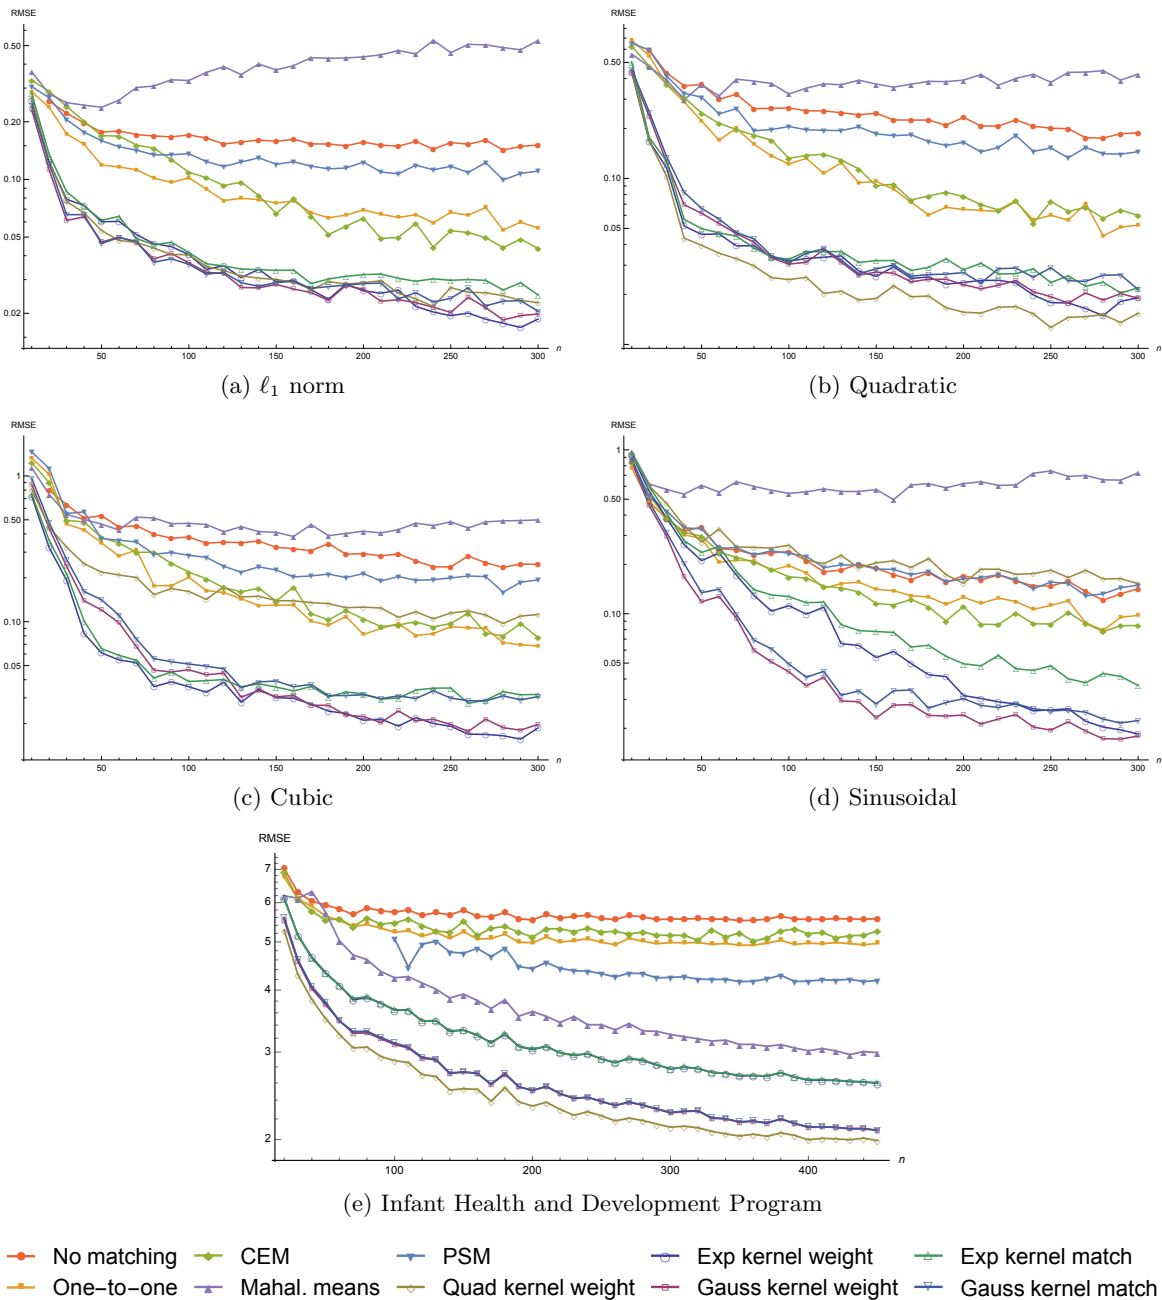 RMSE
0.50
0.20
0.10
0.05
0.02
50
100
150
200
250
300
n
(a) ℓ1 norm
RMSE
0.50
0.10
0.05
50
100
150
200
250
300
n
(b) Quadratic
RMSE
1
0.50
0.10
0.05
50
100
150
200
250
300
n
(c) Cubic
RMSE
1
0.50
0.10
0.05
50
100
150
200
250
300
n
(d) Sinusoidal
RMSE
7
6
5
4
3
2
100
200
300
400
n
(e) Infant Health and Development Program
No matching CEM PSM Exp kernel weight Exp kernel match
One-to-one Mahal. means Quad kernel weight Gauss kernel weight Gauss kernel match